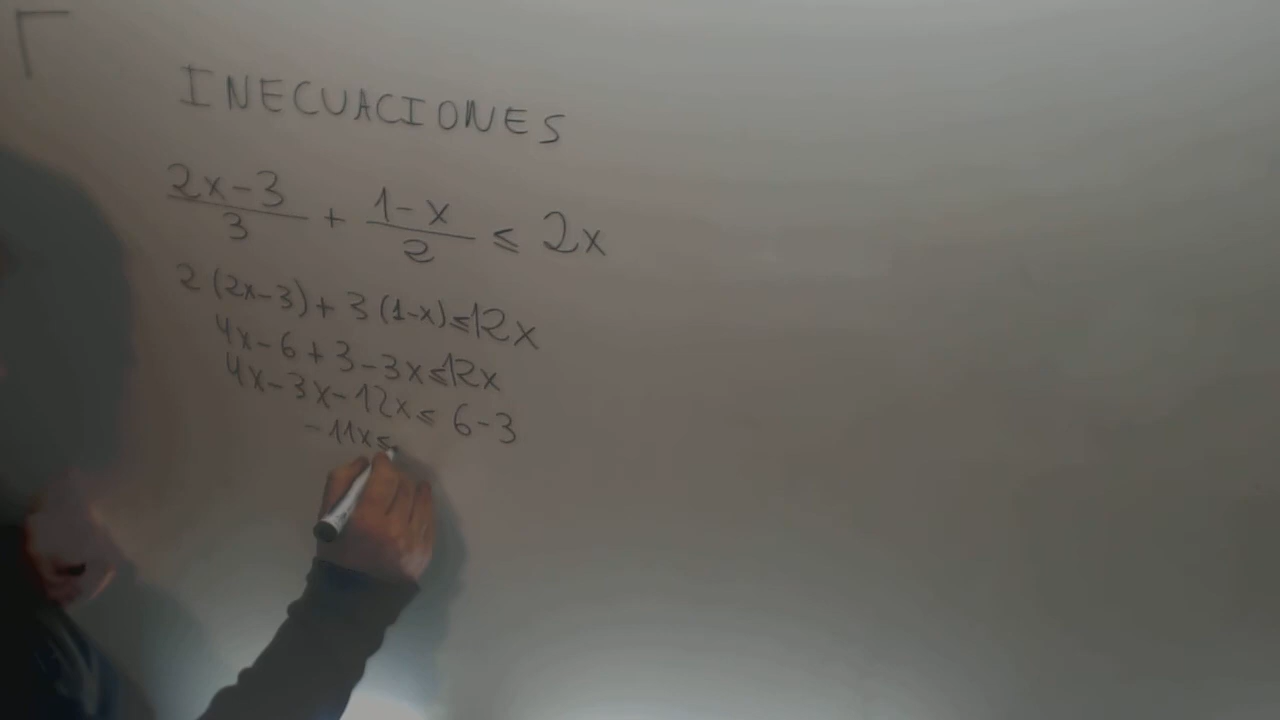 INECUACIONES
2x-3/3 + 1-x/2 ≤ 2x
2(2x-3)+3(1-x)≤12x
4x-6+3-3x≤12x
4x-3x-12x≤ 6-3
-11x≤